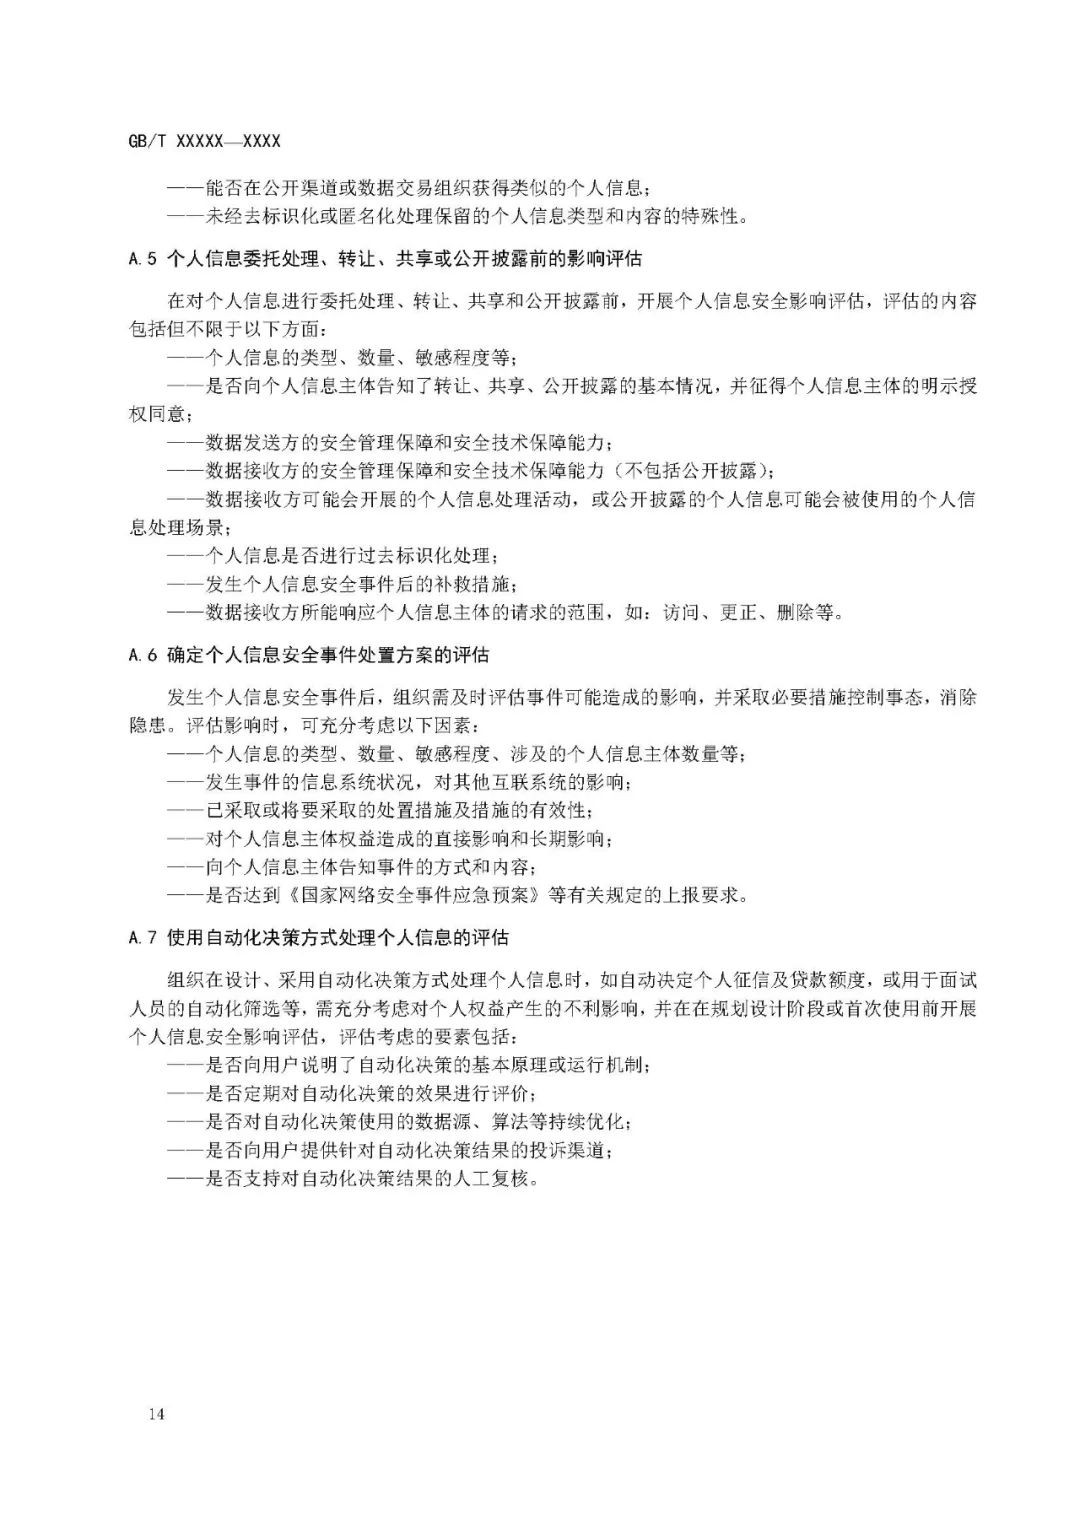 GB/T XXXXX—XXXX
——能否在公开渠道或数据交易组织获得类似的个人信息；
——未经去标识化或匿名化处理保留的个人信息类型和内容的特殊性。
A.5 个人信息委托处理、转让、共享或公开披露前的影响评估
在对个人信息进行委托处理、转让、共享和公开披露前，开展个人信息安全影响评估，评估的内容
包括但不限于以下方面：
——个人信息的类型、数量、敏感程度等；
——是否向个人信息主体告知了转让、共享、公开披露的基本情况，并征得个人信息主体的明示授
权同意；
——数据发送方的安全管理保障和安全技术保障能力；
——数据接收方的安全管理保障和安全技术保障能力（不包括公开披露）；
——数据接收方可能会开展的个人信息处理活动，或公开披露的个人信息可能会被使用的个人信
息处理场景；
——个人信息是否进行过去标识化处理；
——发生个人信息安全事件后的补救措施；
——数据接收方所能响应个人信息主体的请求的范围，如：访问、更正、删除等。
A.6 确定个人信息安全事件处置方案的评估
发生个人信息安全事件后，组织需及时评估事件可能造成的影响，并采取必要措施控制事态，消除
隐患。评估影响时，可充分考虑以下因素：
——个人信息的类型、数量、敏感程度、涉及的个人信息主体数量等；
——发生事件的信息系统状况，对其他互联系统的影响；
——已采取或将要采取的处置措施及措施的有效性；
——对个人信息主体权益造成的直接影响和长期影响；
——向个人信息主体告知事件的方式和内容；
——是否达到《国家网络安全事件应急预案》等有关规定的上报要求。
A.7 使用自动化决策方式处理个人信息的评估
组织在设计、采用自动化决策方式处理个人信息时，如自动决定个人征信及贷款额度，或用于面试
人员的自动化筛选等，需充分考虑对个人权益产生的不利影响，并在在规划设计阶段或首次使用前开展
个人信息安全影响评估，评估考虑的要素包括：
——是否向用户说明了自动化决策的基本原理或运行机制；
——是否定期对自动化决策的效果进行评价；
——是否对自动化决策使用的数据源、算法等持续优化；
——是否向用户提供针对自动化决策结果的投诉渠道；
——是否支持对自动化决策结果的人工复核。
14